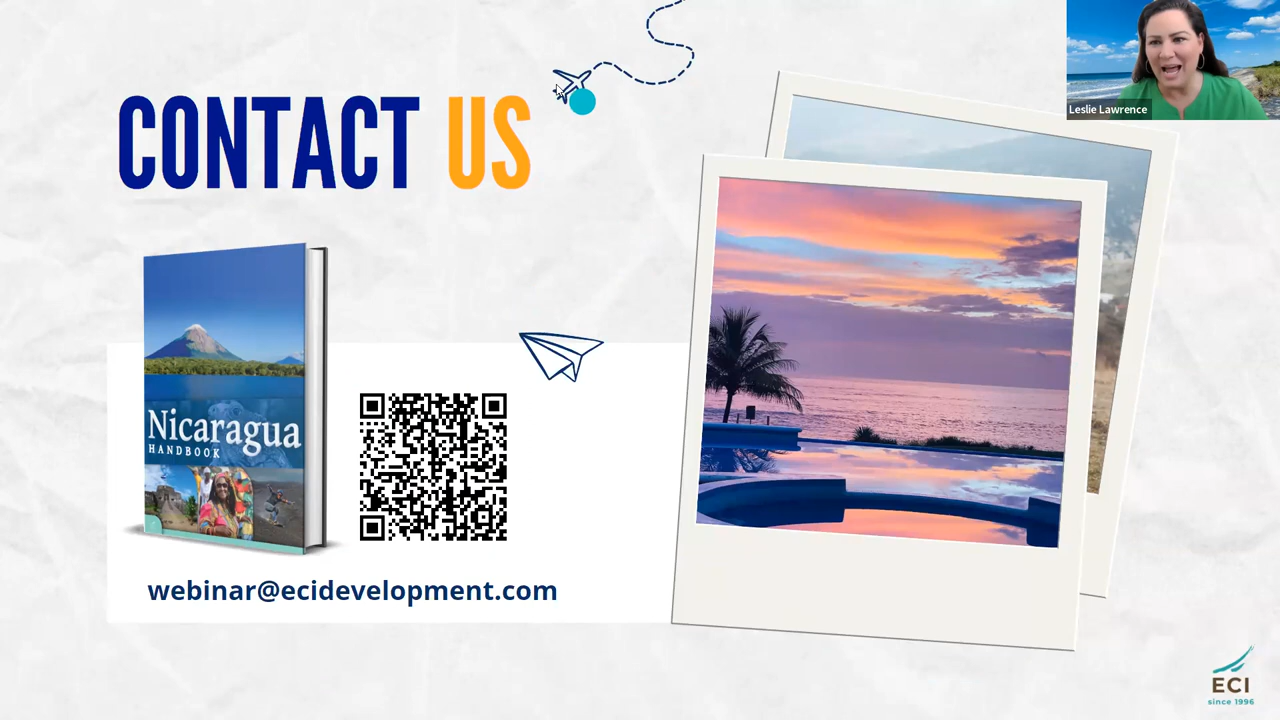 CONTACT US
Leslie Lawrence
Nicaragua
HANDBOOK
webinar@ecidevelopment.com
ECI
since 1996